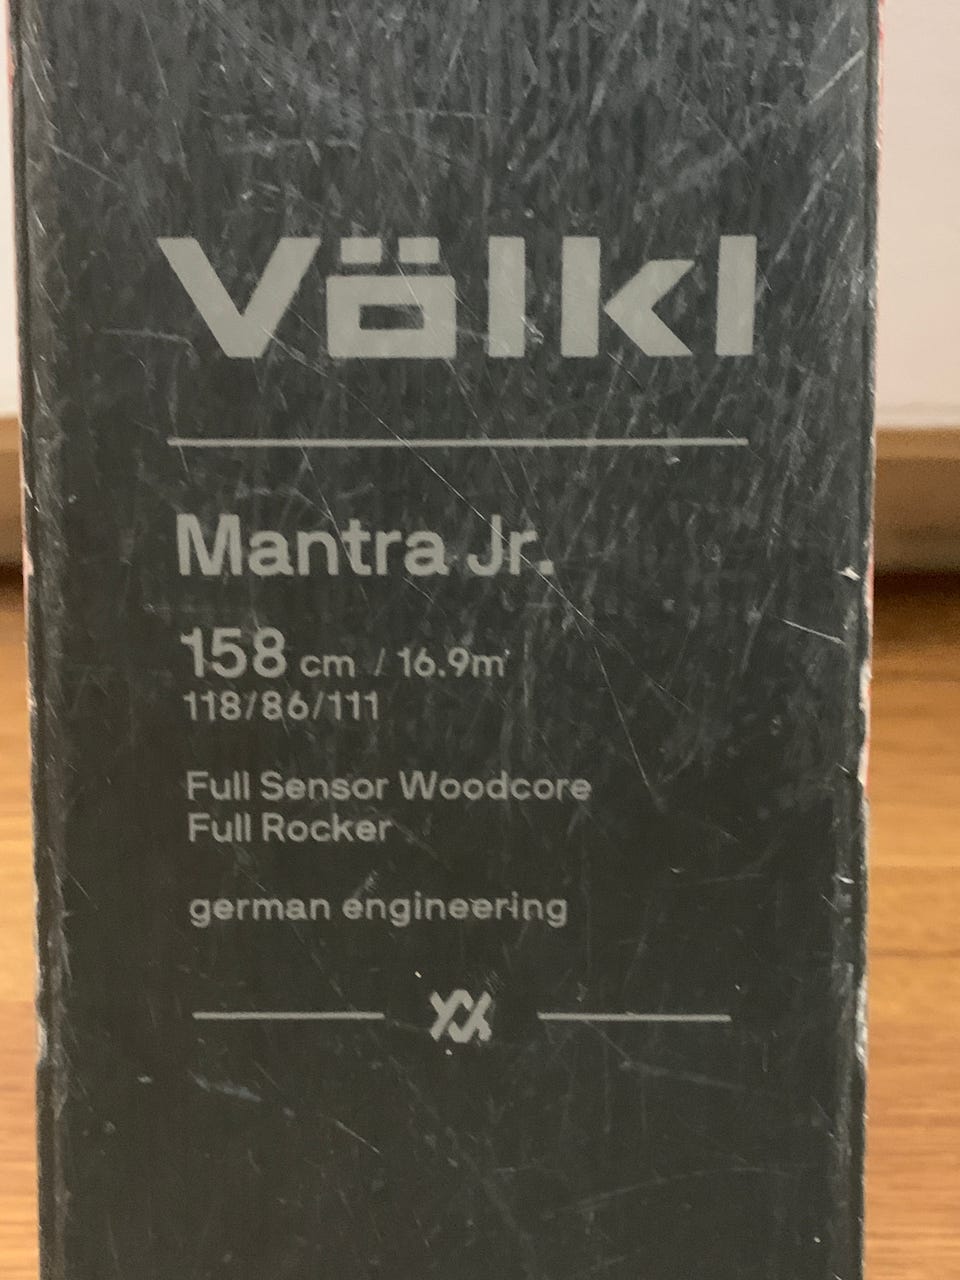 Völkl
Mantra Jr.
158 cm / 16.9m
118/86/111
Full Sensor Woodcore
Full Rocker
german engineering